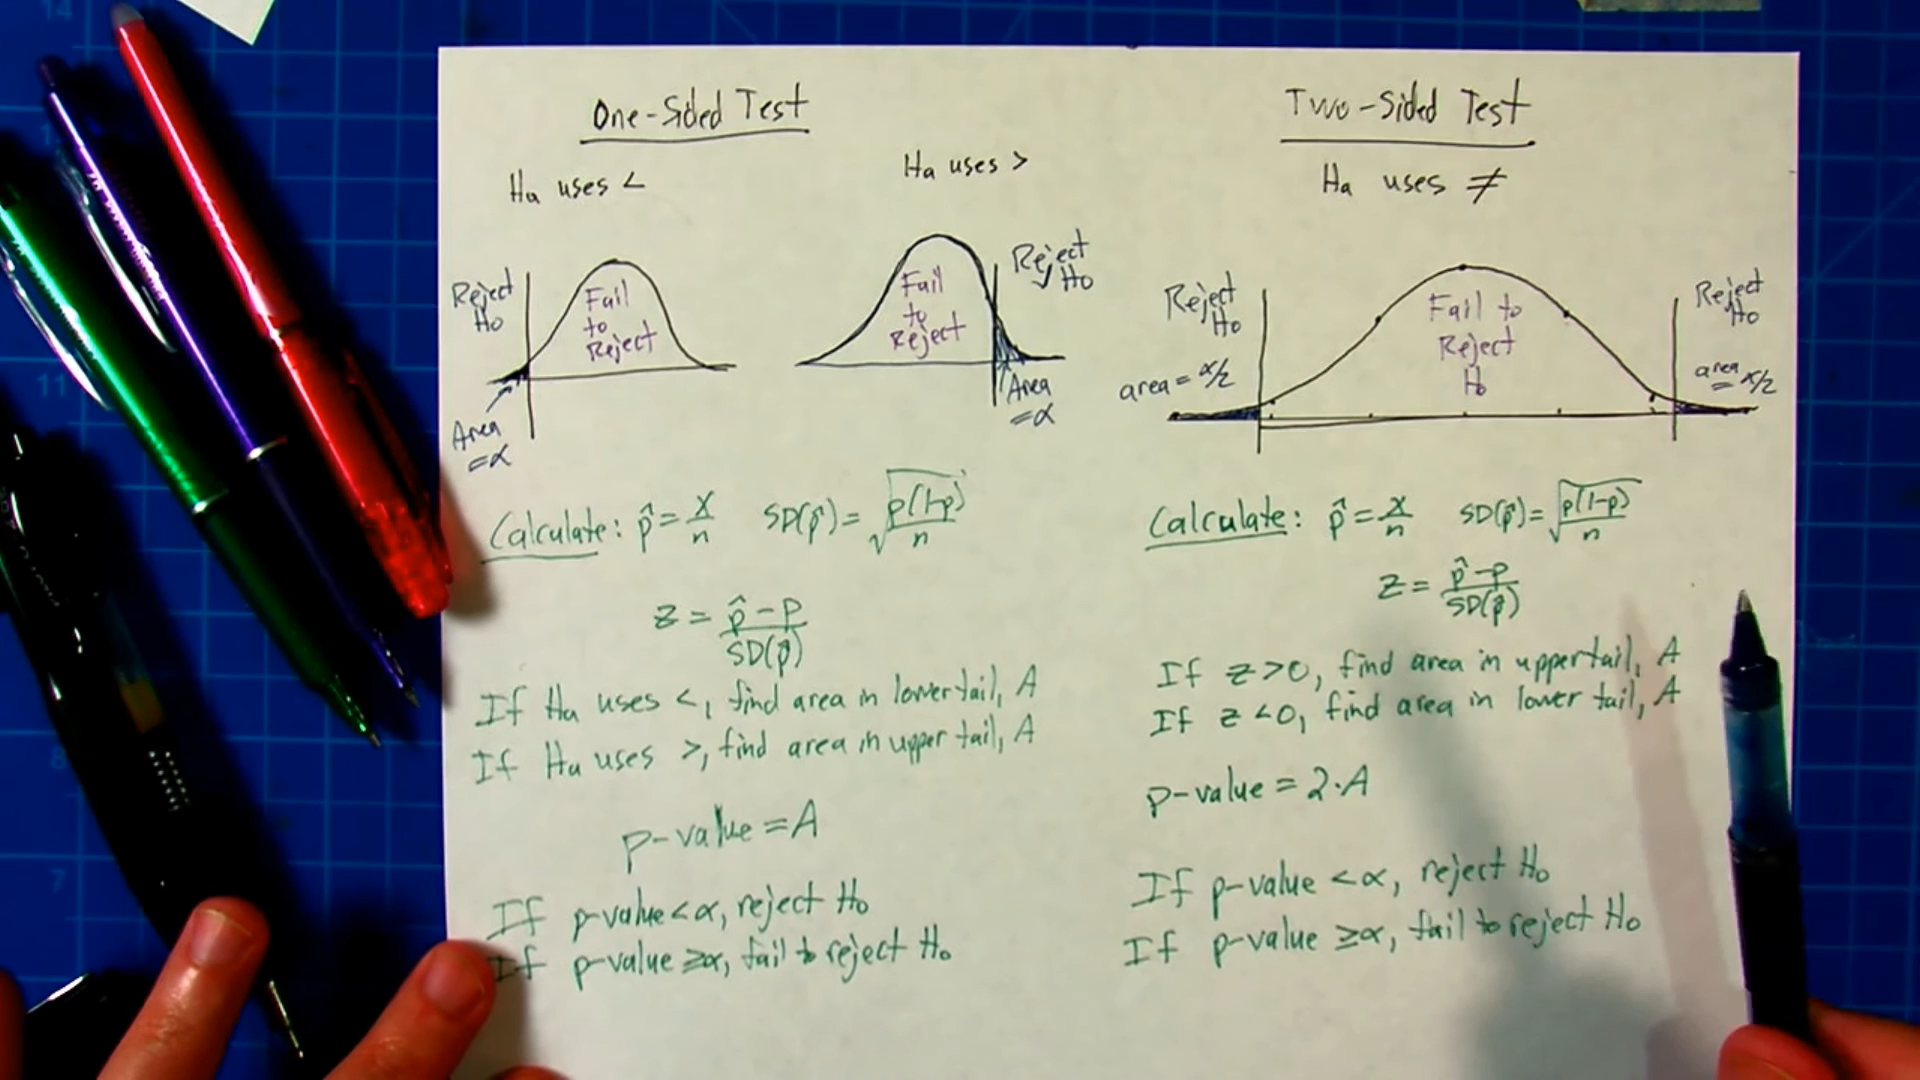 One-Sided Test
Ha uses <
Ha uses >
Reject
Ho
Fail
to
Reject
Area
=α
Fail
to
Reject
Reject
Ho
Area
=α
Calculate: p̂ = x/n SD(p̂) = √(p(1-p)/n)
z = (p̂ - p)/SD(p̂)
If Ha uses <, find area in lower tail, A
If Ha uses >, find area in upper tail, A
p-value = A
If p-value < α, reject Ho
If p-value ≥ α, fail to reject Ho
Two-Sided Test
Ha uses ≠
Reject
Ho
area = α/2
Fail to
Reject
Ho
Reject
Ho
area
= α/2
Calculate: p̂ = x/n SD(p̂) = √(p(1-p)/n)
z = (p̂ - p)/SD(p̂)
If z > 0, find area in upper tail, A
If z < 0, find area in lower tail, A
p-value = 2·A
If p-value < α, reject Ho
If p-value ≥ α, fail to reject Ho
14
11
8
7